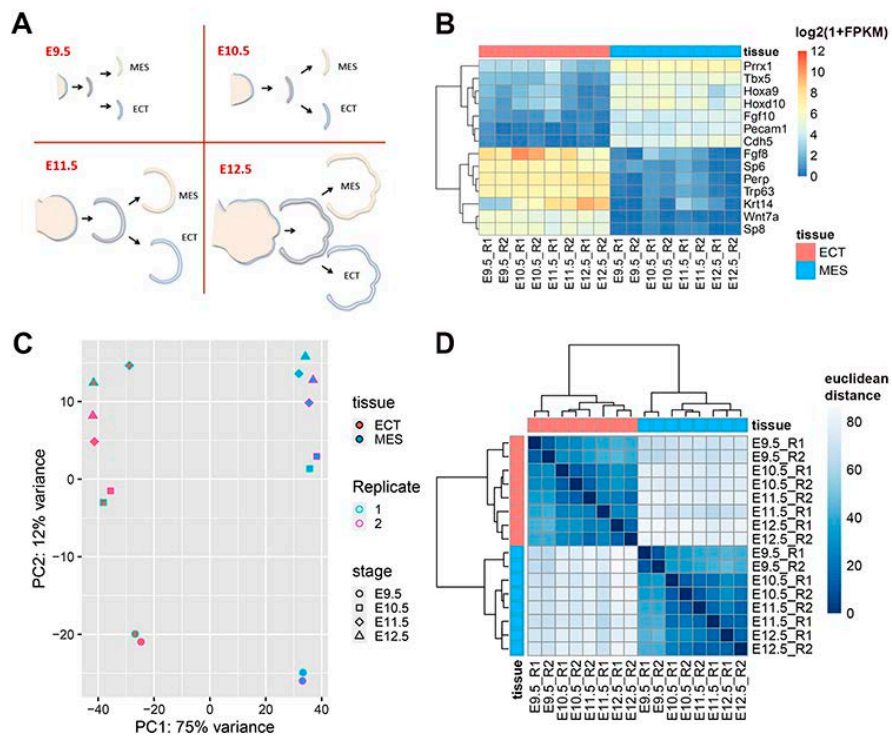 A
E9.5
MES
ECT
E10.5
MES
ECT
E11.5
MES
ECT
E12.5
MES
ECT
B
log2(1+FPKM)
tissue
Prrx1
Tbx5
Hoxa9
Hoxd10
Fgf10
Pecam1
Cdh5
Fgf8
Sp6
Perp
Trp63
Krt14
Wnt7a
Sp8
12
10
8
6
4
2
0
E9.5_R1
E9.5_R2
E10.5_R1
E10.5_R2
E11.5_R1
E11.5_R2
E12.5_R1
E12.5_R2
E9.5_R1
E9.5_R2
E10.5_R1
E10.5_R2
E11.5_R1
E11.5_R2
E12.5_R1
E12.5_R2
tissue
ECT
MES
C
PC2: 12% variance
10
0
−10
−20
−40
−20
0
20
40
PC1: 75% variance
tissue
ECT
MES
Replicate
1
2
stage
E9.5
E10.5
E11.5
E12.5
D
euclidean
distance
tissue
E9.5_R1
E9.5_R2
E10.5_R1
E10.5_R2
E11.5_R2
E11.5_R1
E12.5_R1
E12.5_R2
E9.5_R1
E9.5_R2
E10.5_R1
E10.5_R2
E11.5_R2
E11.5_R1
E12.5_R1
E12.5_R2
80
60
40
20
0
tissue
E9.5_R1
E9.5_R2
E10.5_R1
E10.5_R2
E11.5_R2
E11.5_R1
E12.5_R1
E12.5_R2
E9.5_R1
E9.5_R2
E10.5_R1
E10.5_R2
E11.5_R2
E11.5_R1
E12.5_R1
E12.5_R2